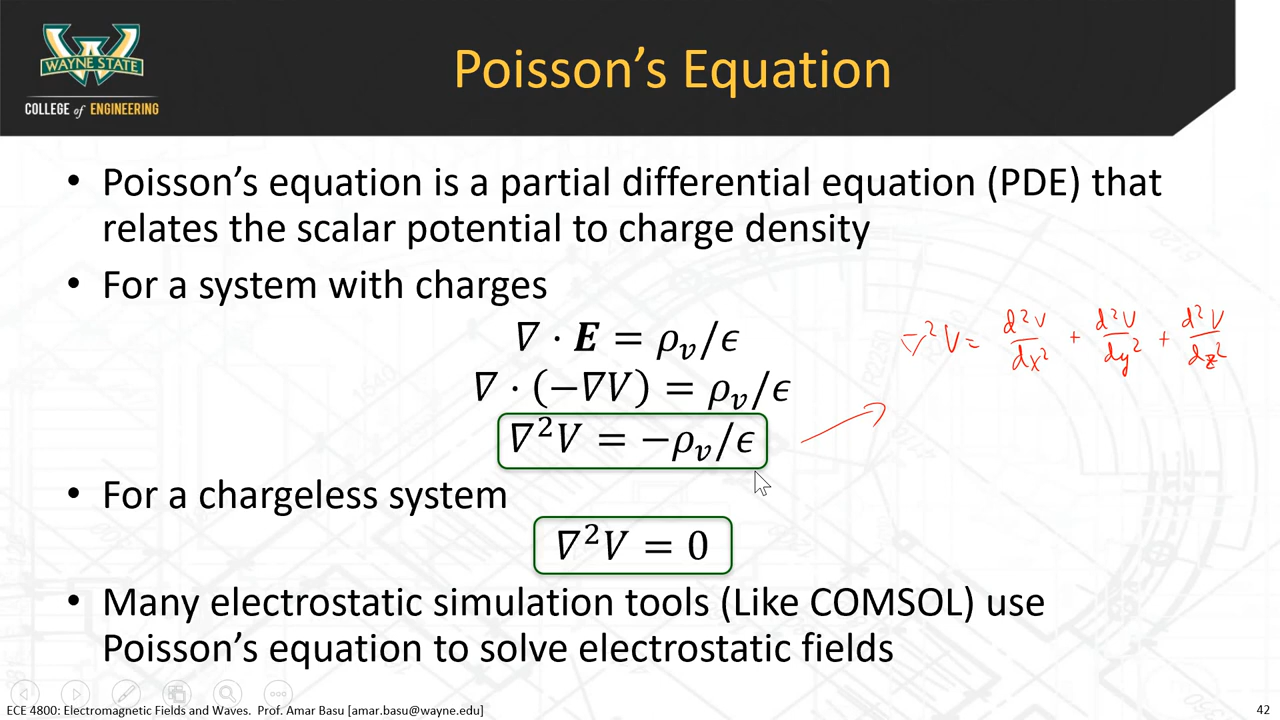 WAYNE STATE
COLLEGE of ENGINEERING
Poisson’s Equation
• Poisson’s equation is a partial differential equation (PDE) that
relates the scalar potential to charge density
• For a system with charges
∇ · E = ρᵥ/ϵ
∇ · (−∇V) = ρᵥ/ϵ
∇²V = −ρᵥ/ϵ
∇²V = d²V/dx² + d²V/dy² + d²V/dz²
• For a chargeless system
∇²V = 0
• Many electrostatic simulation tools (Like COMSOL) use
Poisson’s equation to solve electrostatic fields
ECE 4800: Electromagnetic Fields and Waves. Prof. Amar Basu [amar.basu@wayne.edu]
42